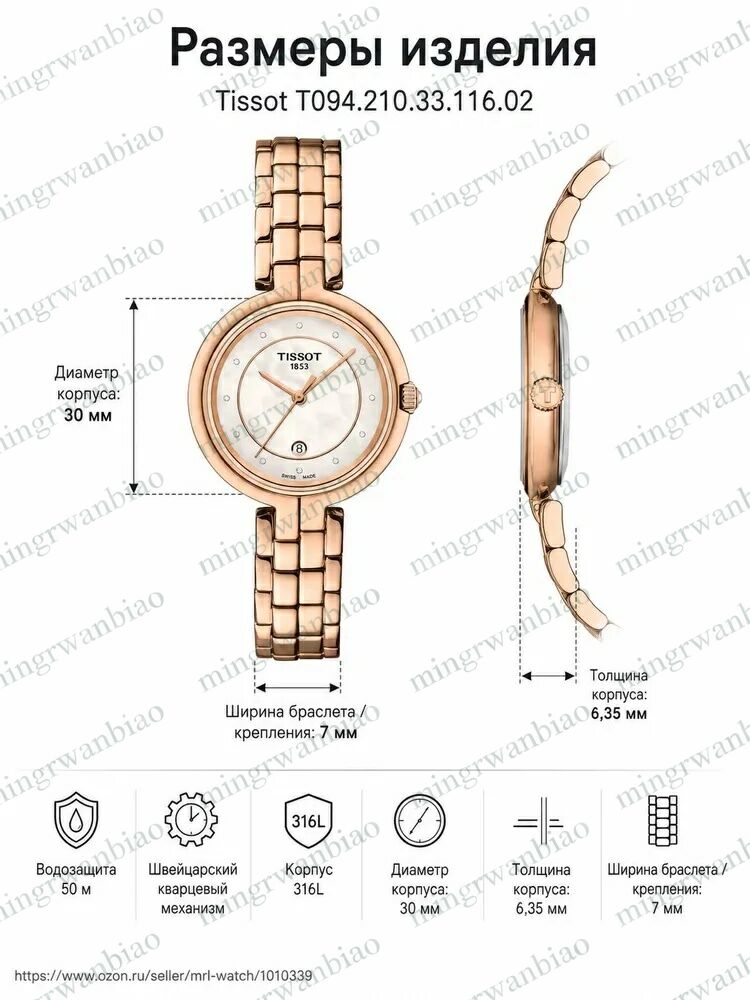 Размеры изделия
Tissot T094.210.33.116.02
Диаметр
корпуса:
30 мм
TISSOT
1853
8
SWISS MADE
T
Ширина браслета /
крепления: 7 мм
Толщина
корпуса:
6,35 мм
316L
Водозащита
50 м
Швейцарский
кварцевый
механизм
Корпус
316L
Диаметр
корпуса:
30 мм
Толщина
корпуса:
6,35 мм
Ширина браслета /
крепления:
7 мм
https://www.ozon.ru/seller/mrl-watch/1010339
mingrwanbiao